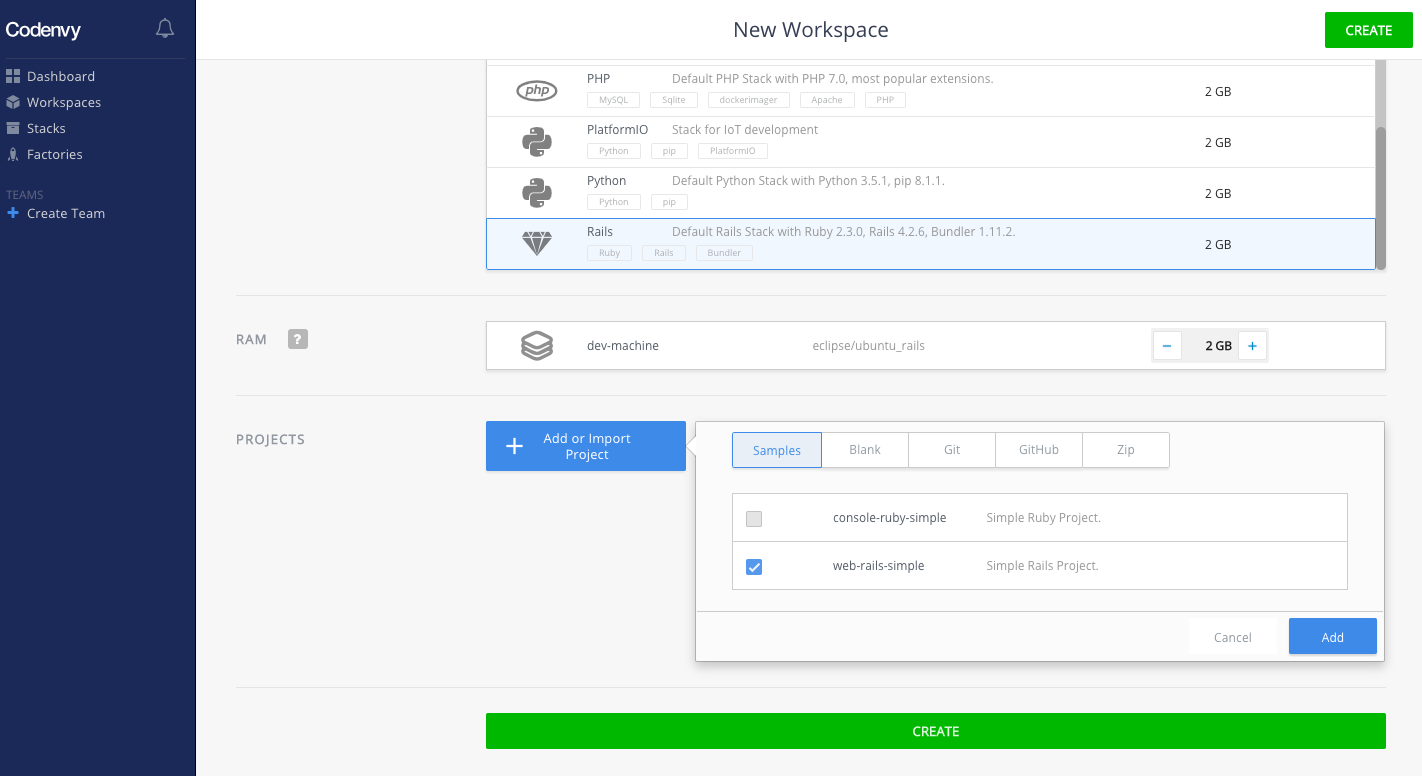 Codenvy
New Workspace
CREATE
Dashboard
Workspaces
Stacks
Factories
TEAMS
+ Create Team
php
PHP Default PHP Stack with PHP 7.0, most popular extensions.
MySQL Sqlite dockerimager Apache PHP
2 GB
PlatformIO Stack for IoT development
Python pip PlatformIO
2 GB
Python Default Python Stack with Python 3.5.1, pip 8.1.1.
Python pip
2 GB
Rails Default Rails Stack with Ruby 2.3.0, Rails 4.2.6, Bundler 1.11.2.
Ruby Rails Bundler
2 GB
RAM ?
dev-machine eclipse/ubuntu_rails − 2 GB +
PROJECTS
+ Add or Import
Project
Samples Blank Git GitHub Zip
console-ruby-simple Simple Ruby Project.
web-rails-simple Simple Rails Project.
Cancel Add
CREATE